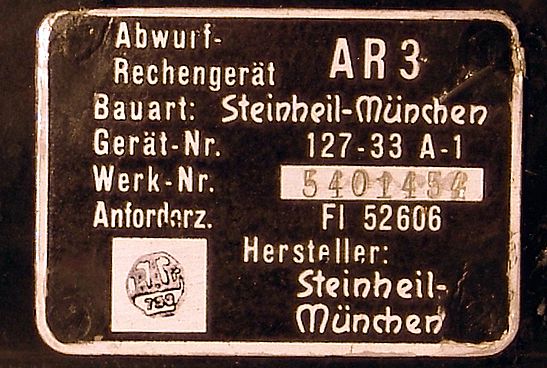 Abwurf-
Rechengerät AR 3
Bauart: Steinheil-München
Gerät-Nr. 127-33 A-1
Werk-Nr. 5401454
Anforderz. Fl 52606
Hersteller:
Steinheil-
München